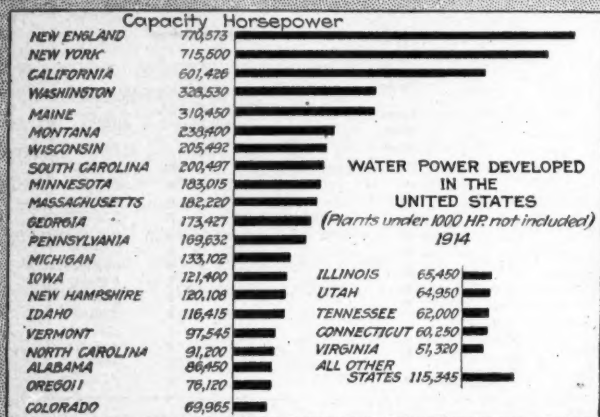 Capacity Horsepower
NEW ENGLAND 770,573
NEW YORK 715,500
CALIFORNIA 601,426
WASHINGTON 328,530
MAINE 310,450
MONTANA 238,400
WISCONSIN 205,492
SOUTH CAROLINA 200,497
MINNESOTA 183,015
MASSACHUSETTS 182,220
GEORGIA 173,427
PENNSYLVANIA 169,632
MICHIGAN 133,102
IOWA 121,400
NEW HAMPSHIRE 120,108
IDAHO 116,415
VERMONT 97,545
NORTH CAROLINA 91,200
ALABAMA 86,450
OREGON 76,120
COLORADO 69,965
WATER POWER DEVELOPED
IN THE
UNITED STATES
(Plants under 1000 HP. not included)
1914
ILLINOIS 65,450
UTAH 64,950
TENNESSEE 62,000
CONNECTICUT 60,250
VIRGINIA 51,320
ALL OTHER
STATES 115,345